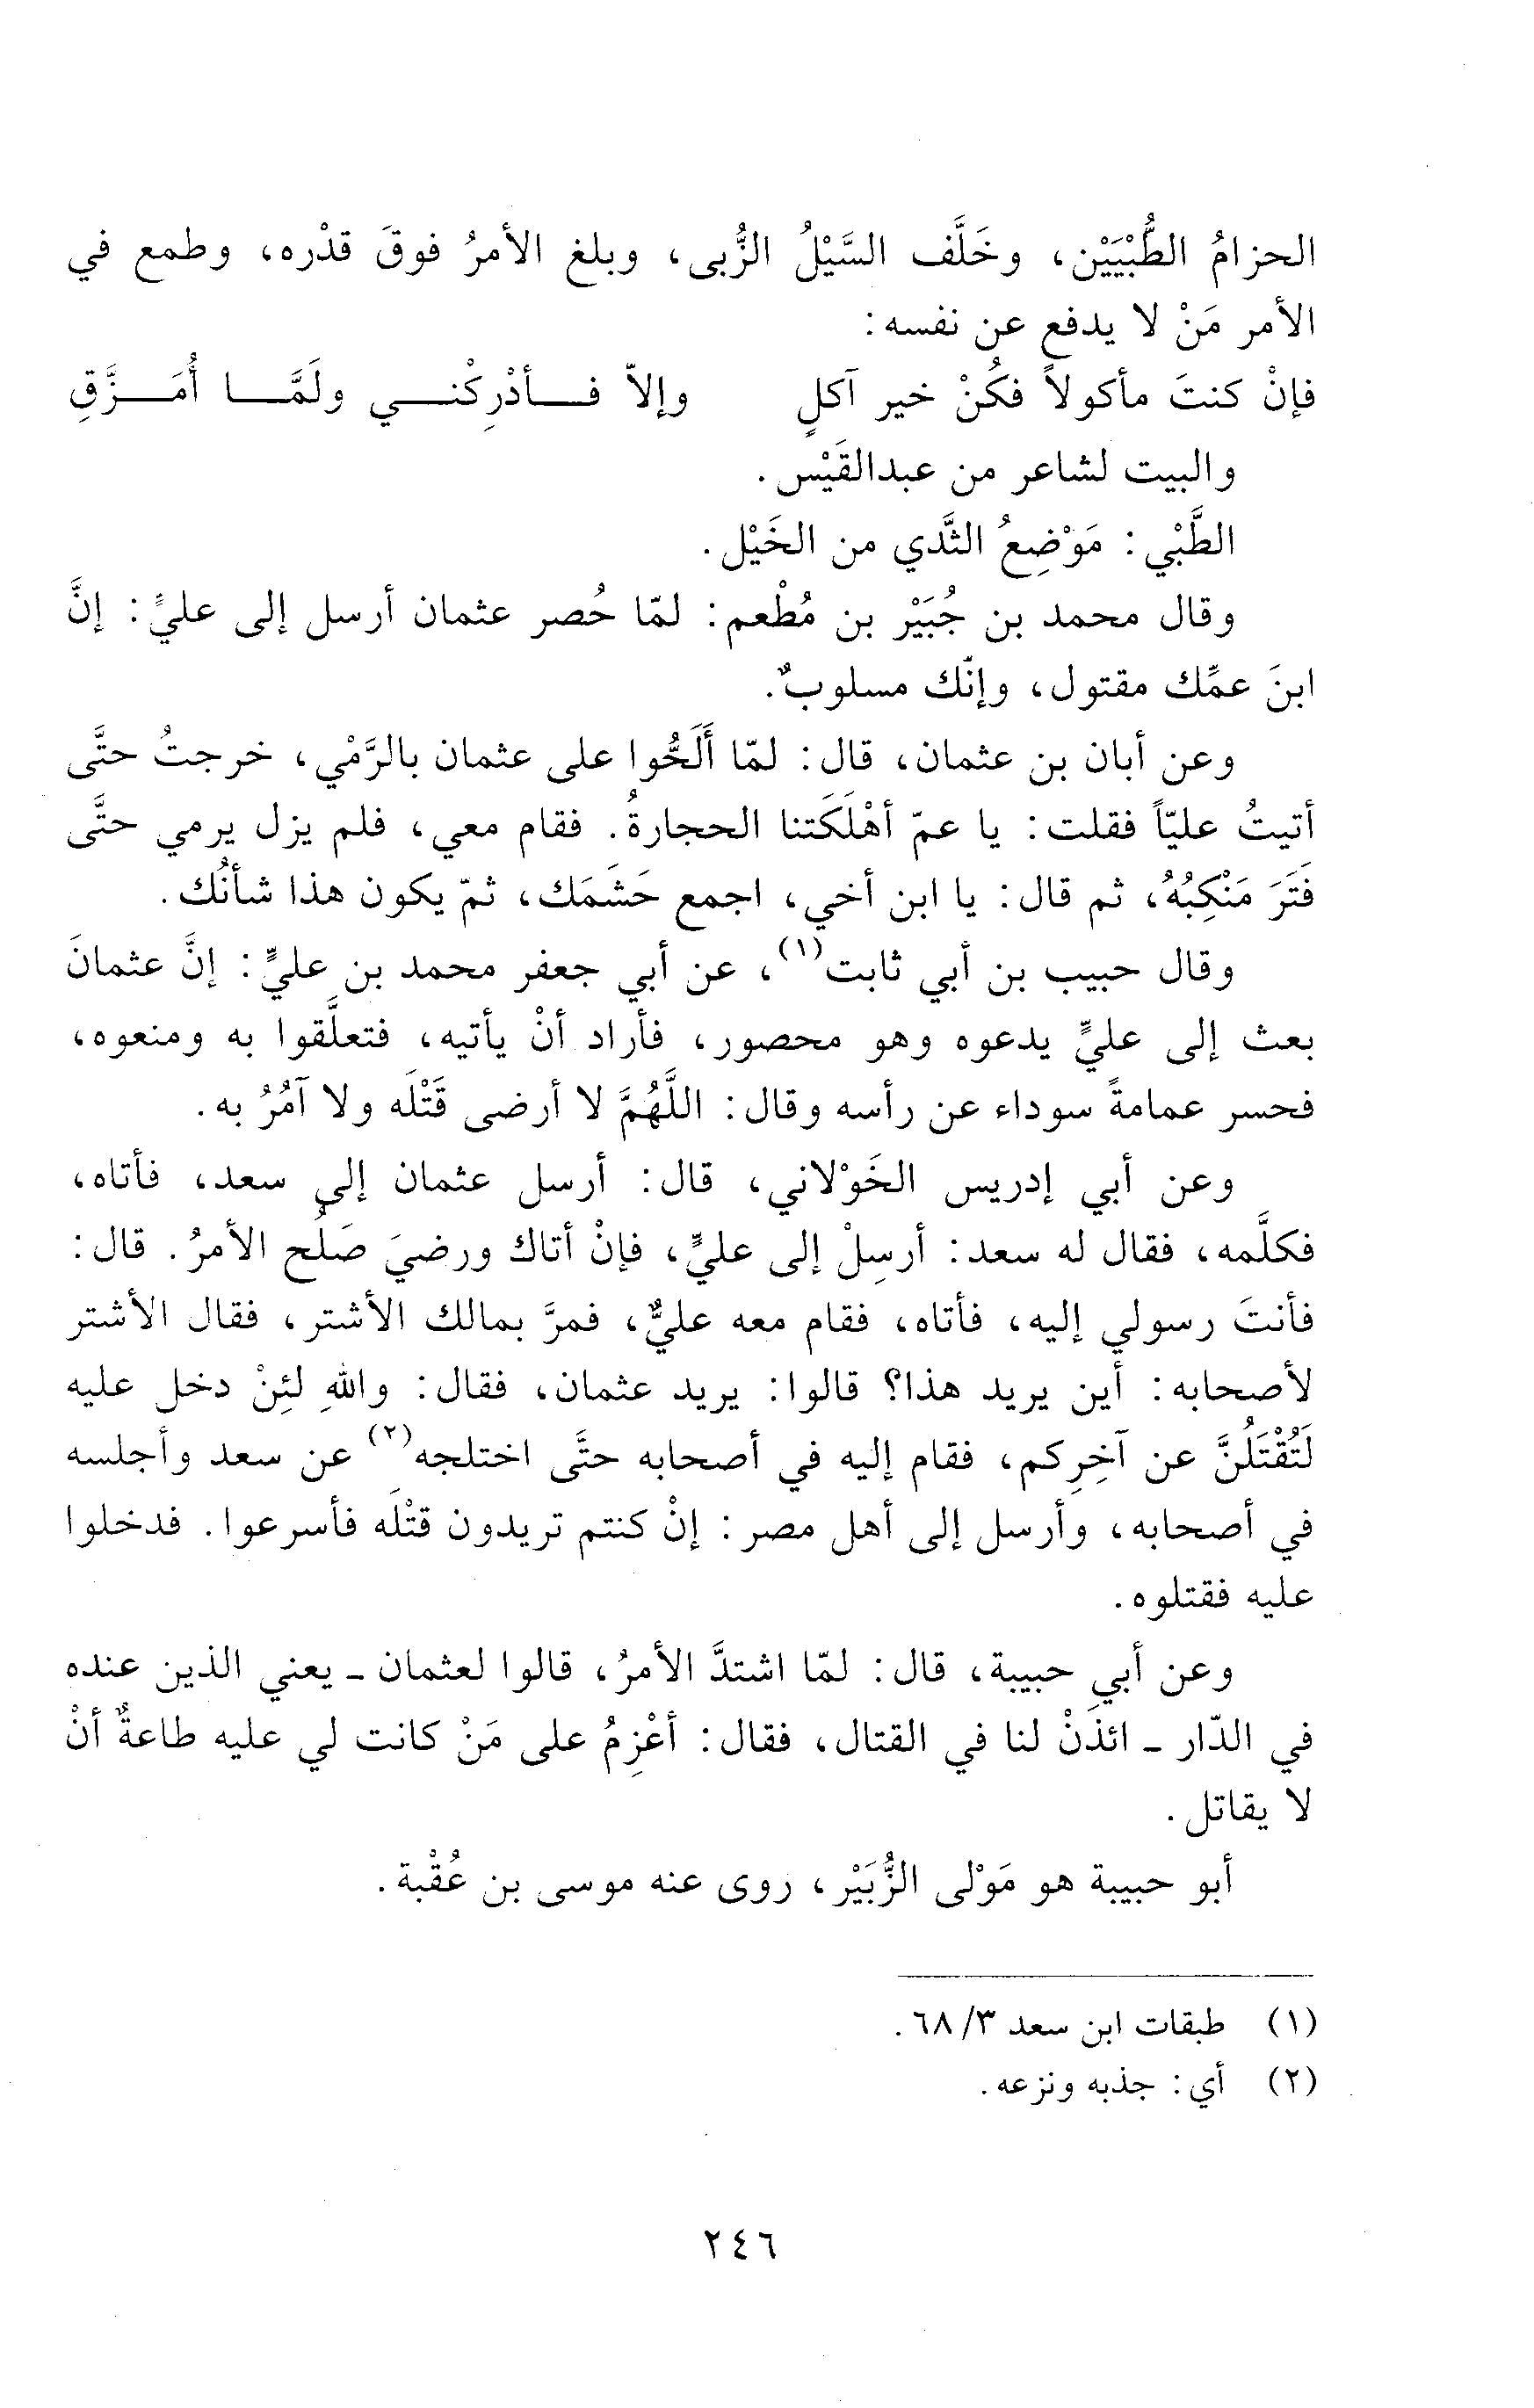 الحزامُ الطُّبْيَيْن، وخَلَّف السَّيْلُ الزُّبى، وبلغ الأمرُ فوقَ قدْره، وطمع في
الأمر مَنْ لا يدفع عن نفسه:
فإنْ كنتَ مأكولاً فكُنْ خير آكلٍ وإلاّ فأدْرِكْني ولَمَّا أُمَزَّقِ
والبيت لشاعر من عبدالقَيْس.
الطَّبْي: مَوْضِعُ الثَّدي من الخَيْل.
وقال محمد بن جُبَيْر بن مُطْعم: لمّا حُصر عثمان أرسل إلى عليٍّ: إنَّ
ابنَ عمِّك مقتول، وإنّك مسلوبٌ.
وعن أبان بن عثمان، قال: لمّا أَلَحُّوا على عثمان بالرَّمْي، خرجتُ حتَّى
أتيتُ عليّاً فقلت: يا عمّ أهْلَكَتنا الحجارةُ. فقام معي، فلم يزل يرمي حتَّى
فَتَرَ مَنْكِبُهُ، ثم قال: يا ابن أخي، اجمع حَشَمَك، ثمّ يكون هذا شأنُك.
وقال حبيب بن أبي ثابت(١)، عن أبي جعفر محمد بن عليٍّ: إنَّ عثمانَ
بعث إلى عليٍّ يدعوه وهو محصور، فأراد أنْ يأتيه، فتعلَّقوا به ومنعوه،
فحسر عمامةً سوداء عن رأسه وقال: اللَّهُمَّ لا أرضى قَتْلَه ولا آمُرُ به.
وعن أبي إدريس الخَوْلاني، قال: أرسل عثمان إلى سعد، فأتاه،
فكلَّمه، فقال له سعد: أرسِلْ إلى عليٍّ، فإنْ أتاك ورضيَ صَلُح الأمرُ. قال:
فأنتَ رسولي إليه، فأتاه، فقام معه عليٌّ، فمرَّ بمالك الأشتر، فقال الأشتر
لأصحابه: أين يريد هذا؟ قالوا: يريد عثمان، فقال: واللهِ لئِنْ دخل عليه
لَتُقْتَلُنَّ عن آخِرِكم، فقام إليه في أصحابه حتَّى اختلجه(٢) عن سعد وأجلسه
في أصحابه، وأرسل إلى أهل مصر: إنْ كنتم تريدون قتْلَه فأسرعوا. فدخلوا
عليه فقتلوه.
وعن أبي حبيبة، قال: لمّا اشتدَّ الأمرُ، قالوا لعثمان - يعني الذين عنده
في الدّار - ائذَنْ لنا في القتال، فقال: أعْزِمُ على مَنْ كانت لي عليه طاعةٌ أنْ
لا يقاتل.
أبو حبيبة هو مَوْلى الزُّبَيْر، روى عنه موسى بن عُقْبة.
(١) طبقات ابن سعد ٣/ ٦٨.
(٢) أي: جذبه ونزعه.
٢٤٦